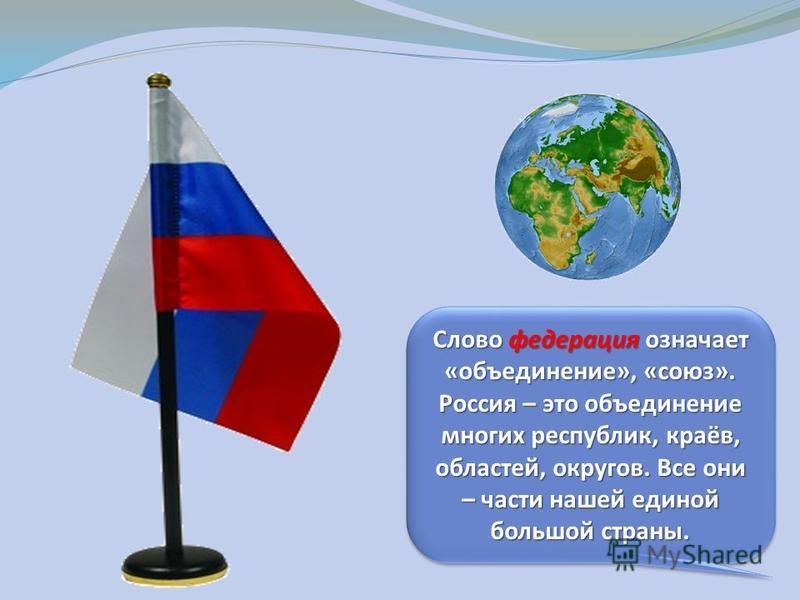 Слово федерация означает
«объединение», «союз».
Россия – это объединение
многих республик, краёв,
областей, округов. Все они
– части нашей единой
большой страны.
MyShared